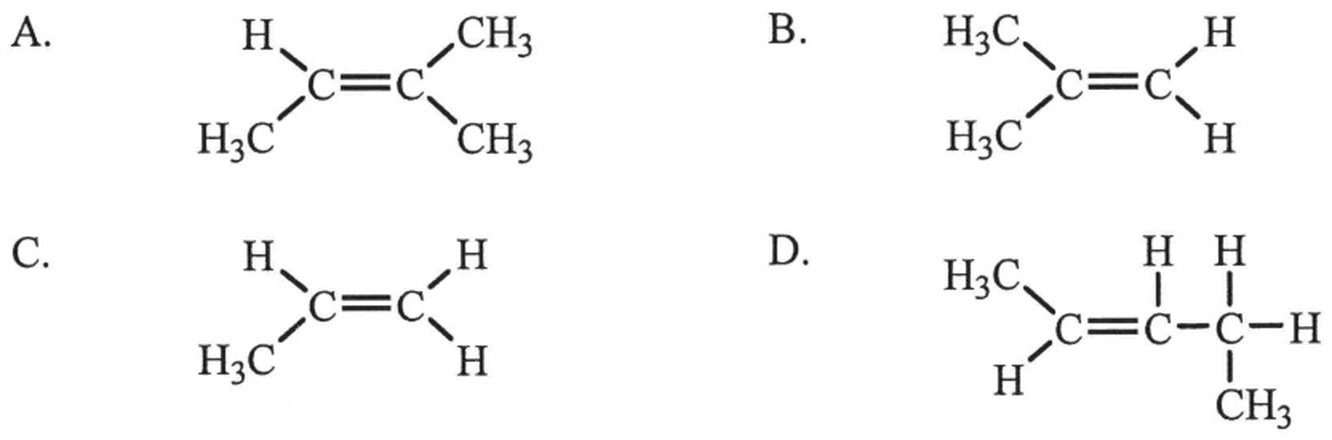 A.
H CH₃
C=C
H₃C CH₃
B.
H₃C H
C=C
H₃C H
C.
H H
C=C
H₃C H
D.
H H
H₃C
C=C-C-H
H
CH₃